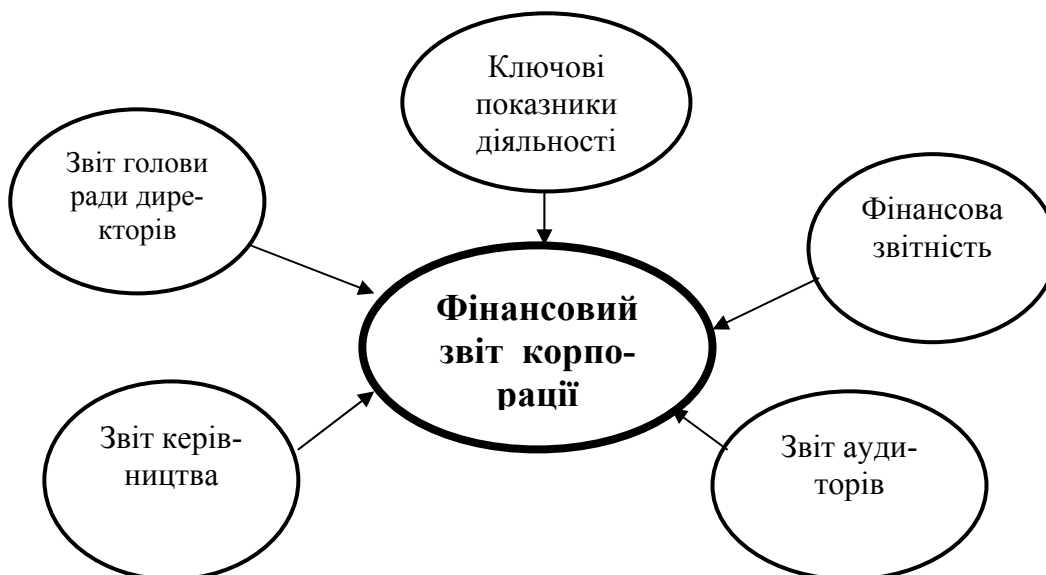 Ключові
показники
діяльності
Звіт голови
ради дире-
кторів
Фінансова
звітність
Фінансовий
звіт корпо-
рації
Звіт керів-
ництва
Звіт ауди-
торів